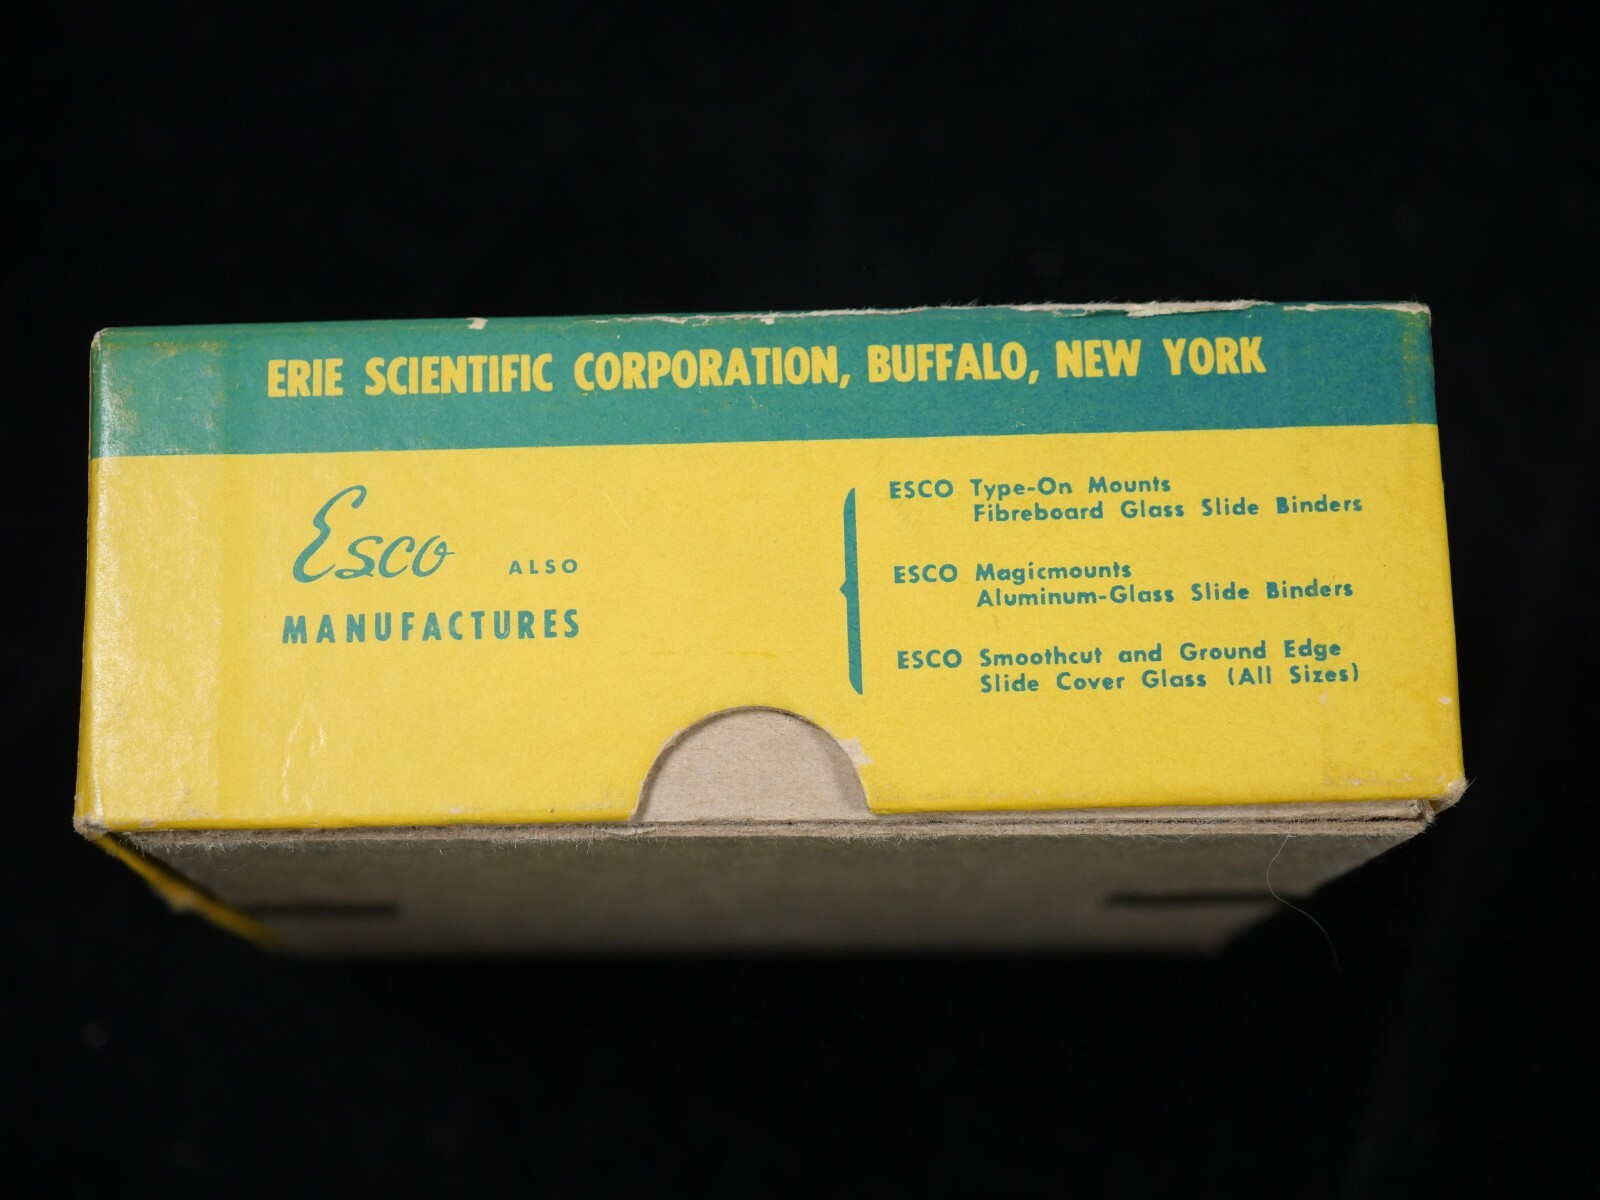 ERIE SCIENTIFIC CORPORATION, BUFFALO, NEW YORK
Esco ALSO
MANUFACTURES
ESCO Type-On Mounts
Fibreboard Glass Slide Binders
ESCO Magicmounts
Aluminum-Glass Slide Binders
ESCO Smoothcut and Ground Edge
Slide Cover Glass (All Sizes)